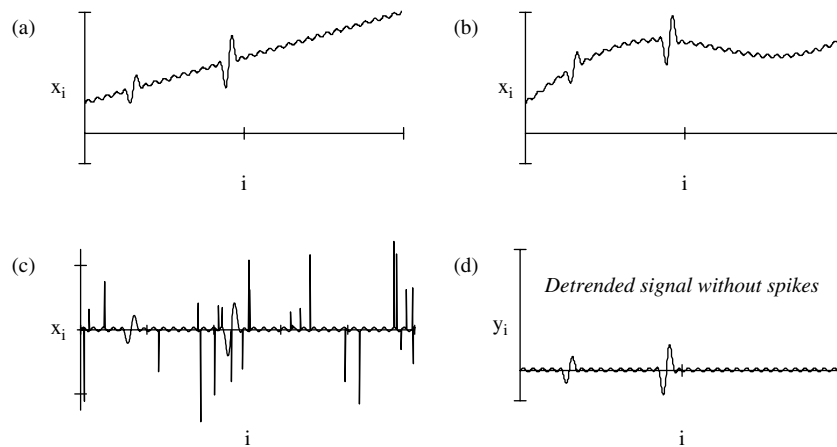 (a)
x_i
i
(b)
x_i
i
(c)
x_i
i
(d)
Detrended signal without spikes
y_i
i